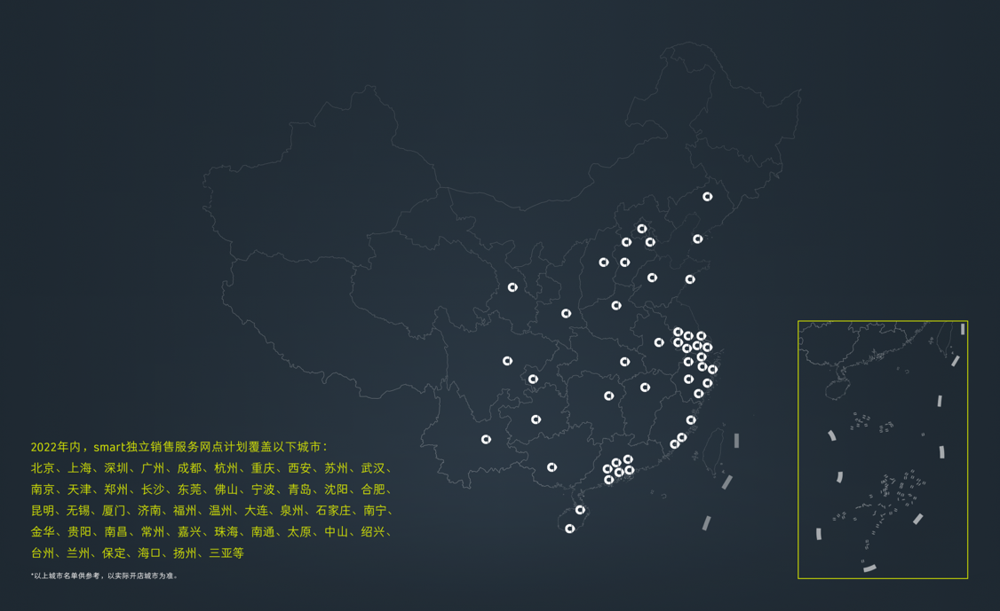 2022年内，smart独立销售服务网点计划覆盖以下城市：
北京、上海、深圳、广州、成都、杭州、重庆、西安、苏州、武汉、
南京、天津、郑州、长沙、东莞、佛山、宁波、青岛、沈阳、合肥、
昆明、无锡、厦门、济南、福州、温州、大连、泉州、石家庄、南宁、
金华、贵阳、南昌、常州、嘉兴、珠海、南通、太原、中山、绍兴、
台州、兰州、保定、海口、扬州、三亚等
*以上城市名单供参考，以实际开店城市为准。